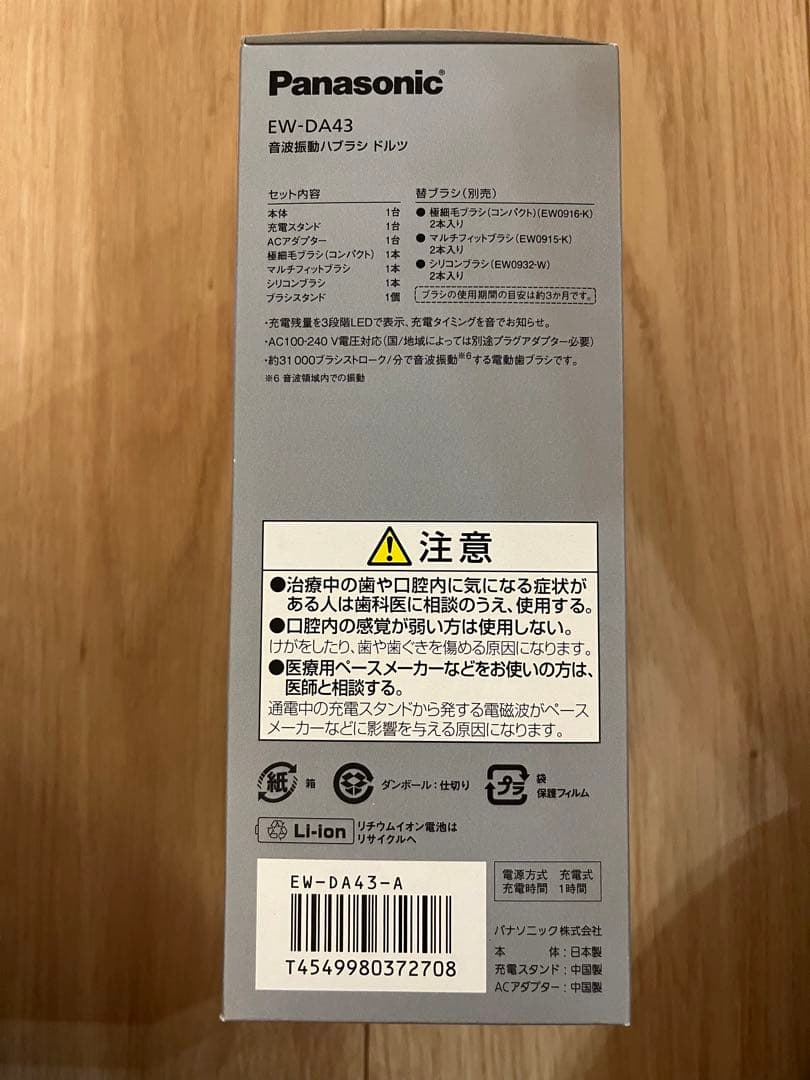 Panasonic®
EW-DA43
音波振動ハブラシ ドルツ
セット内容
本体 1台
充電スタンド 1台
ACアダプター 1台
極細毛ブラシ(コンパクト) 1本
マルチフィットブラシ 1本
シリコンブラシ 1本
ブラシスタンド 1個
替ブラシ(別売)
● 極細毛ブラシ(コンパクト)(EW0916-K)
2本入り
● マルチフィットブラシ(EW0915-K)
2本入り
● シリコンブラシ(EW0932-W)
2本入り
ブラシの使用期間の目安は約3か月です。
・充電残量を3段階LEDで表示、充電タイミングを音でお知らせ。
・AC100-240 V電圧対応(国/地域によっては別途プラグアダプター必要)
・約31 000ブラシストローク/分で音波振動※6する電動歯ブラシです。
※6 音波領域内での振動
注意
●治療中の歯や口腔内に気になる症状が
ある人は歯科医に相談のうえ、使用する。
●口腔内の感覚が弱い方は使用しない。
けがをしたり、歯や歯ぐきを傷める原因になります。
●医療用ペースメーカーなどをお使いの方は、
医師と相談する。
通電中の充電スタンドから発する電磁波がペース
メーカーなどに影響を与える原因になります。
紙 箱
ダンボール:仕切り
プラ 袋
保護フィルム
Li-ion リチウムイオン電池は
リサイクルへ
EW-DA43-A
T4549980372708
電源方式 充電式
充電時間 1時間
パナソニック株式会社
本 体:日本製
充電スタンド:中国製
ACアダプター:中国製